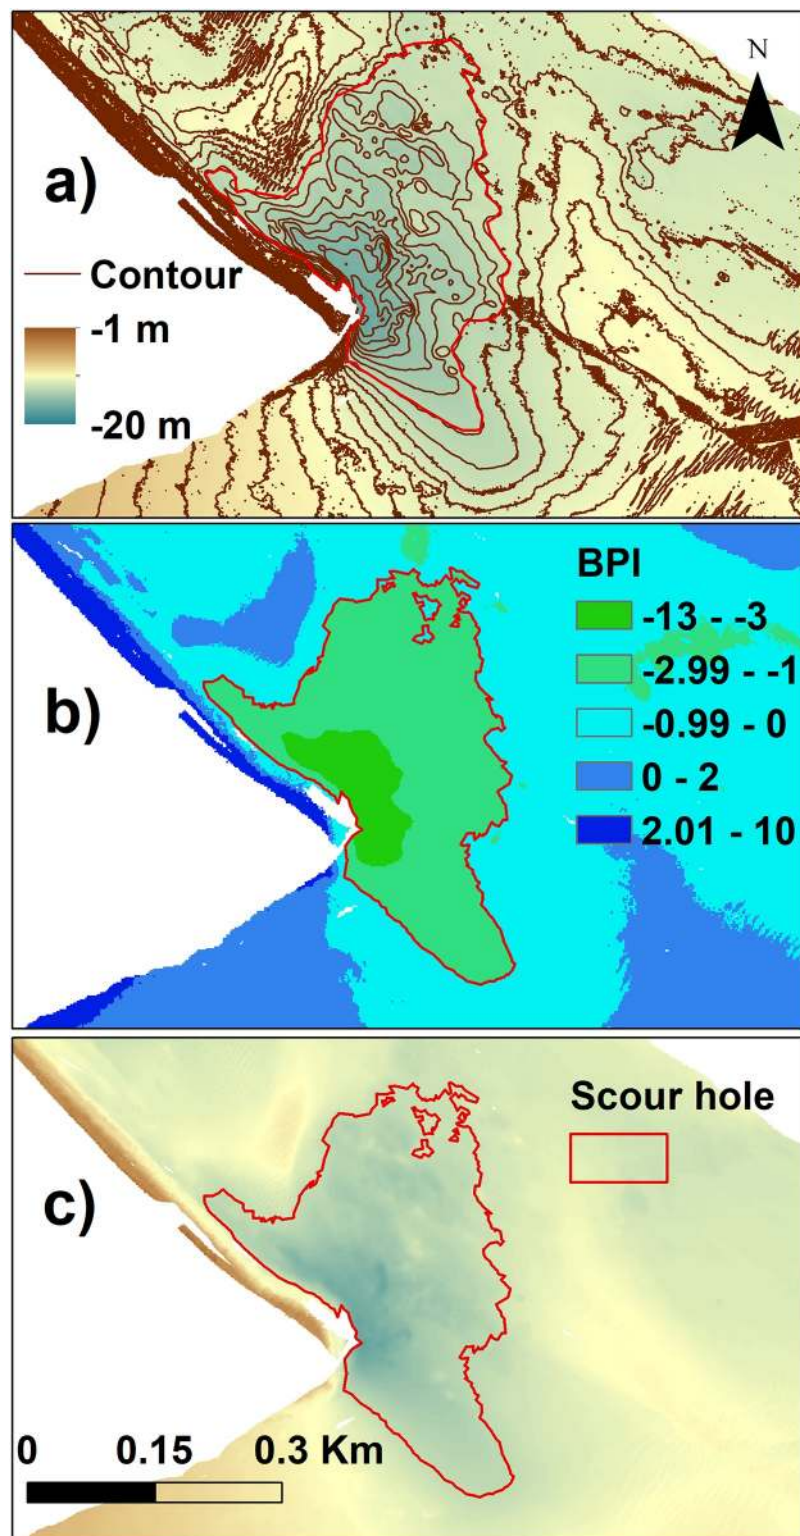 N
a)
Contour
-1 m
-20 m
BPI
-13 - -3
-2.99 - -1
b)
-0.99 - 0
0 - 2
2.01 - 10
Scour hole
c)
0 0.15 0.3 Km